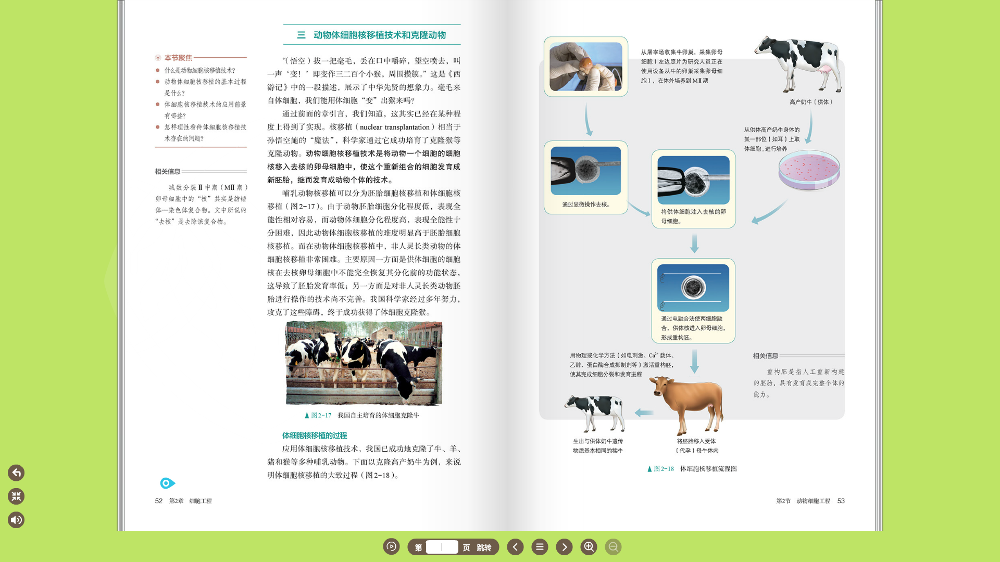 三 动物体细胞核移植技术和克隆动物
本节聚焦
什么是动物细胞核移植技术?
动物体细胞核移植的基本过程
是什么?
体细胞核移植技术的应用前景
有哪些?
怎样理性看待体细胞核移植技
术存在的问题?
相关信息
减数分裂Ⅱ中期（MⅡ期）
卵母细胞中的“核”其实是纺锤
体—染色体复合物。文中所说的
“去核”是去除该复合物。
“（悟空）拔一把毫毛，丢在口中嚼碎，望空喷去，叫
一声‘变！’即变作三二百个小猴，周围攒簇。”这是《西
游记》中的一段描述，展示了中华先贤的想象力。毫毛来
自体细胞，我们能用体细胞“变”出猴来吗?
通过前面的章引言，我们知道，这其实已经在某种程
度上得到了实现。核移植（nuclear transplantation）相当于
孙悟空施的“魔法”，科学家通过它成功培育了克隆猴等
克隆动物。动物细胞核移植技术是将动物一个细胞的细胞
核移入去核的卵母细胞中，使这个重新组合的细胞发育成
新胚胎，继而发育成动物个体的技术。
哺乳动物核移植可以分为胚胎细胞核移植和体细胞核
移植（图2-17）。由于动物胚胎细胞分化程度低，表现全
能性相对容易，而动物体细胞分化程度高，表现全能性十
分困难，因此动物体细胞核移植的难度明显高于胚胎细胞
核移植。而在动物体细胞核移植中，非人灵长类动物的体
细胞核移植非常困难。主要原因一方面是供体细胞的细胞
核在去核卵母细胞中不能完全恢复其分化前的功能状态，
这导致了胚胎发育率低；另一方面是对非人灵长类动物胚
胎进行操作的技术尚不完善。我国科学家经过多年努力，
攻克了这些障碍，终于成功获得了体细胞克隆猴。
▲图2-17 我国自主培育的体细胞克隆牛
体细胞核移植的过程
应用体细胞核移植技术，我国已成功地克隆了牛、羊、
猪和猴等多种哺乳动物。下面以克隆高产奶牛为例，来说
明体细胞核移植的大致过程（图2-18）。
52 第2章 细胞工程
从屠宰场收集牛卵巢，采集卵母
细胞（左边照片为研究人员正在
使用设备从牛的卵巢采集卵母细
胞），在体外培养到MⅡ期
高产奶牛（供体）
从供体高产奶牛身体的
某一部位（如耳）上取
体细胞，进行培养
通过显微操作去核。
将供体细胞注入去核的卵
母细胞。
通过电融合法使两细胞融
合，供体核进入卵母细胞，
形成重构胚。
用物理或化学方法（如电刺激、Ca²⁺载体、
乙醇、蛋白酶合成抑制剂等）激活重构胚，
使其完成细胞分裂和发育进程
相关信息
重构胚是指人工重新构建
的胚胎，具有发育成完整个体的
能力。
生出与供体奶牛遗传
物质基本相同的犊牛
将胚胎移入受体
（代孕）母牛体内
▲图2-18 体细胞核移植流程图
第2节 动物细胞工程 53
第 页 跳转